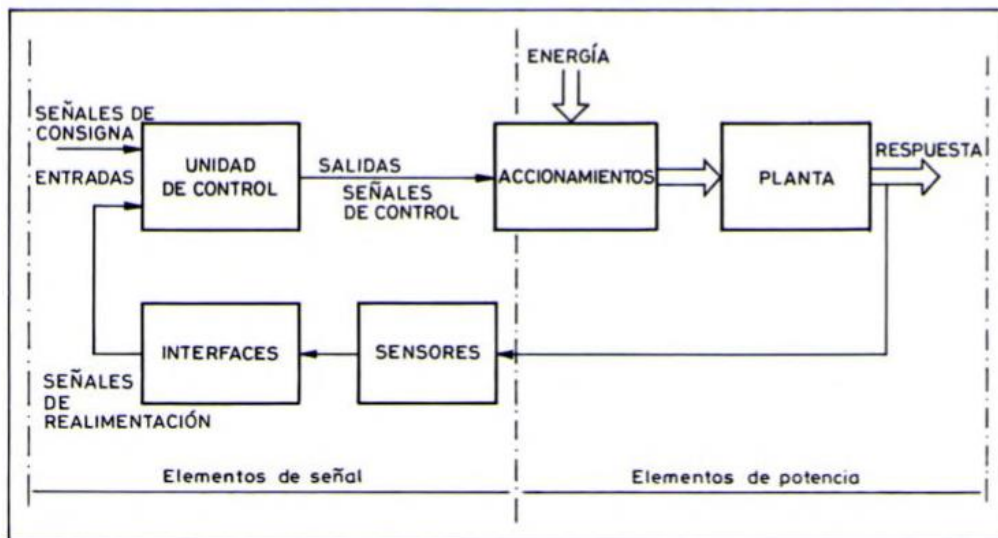 ENERGÍA
SEÑALES DE
CONSIGNA
ENTRADAS
UNIDAD
DE CONTROL
SALIDAS
SEÑALES
DE CONTROL
ACCIONAMIENTOS
PLANTA
RESPUESTA
INTERFACES
SENSORES
SEÑALES
DE
REALIMENTACIÓN
Elementos de señal
Elementos de potencia